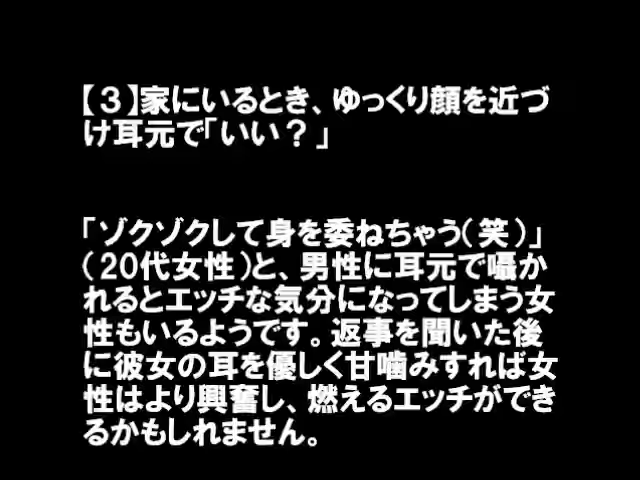 【３】家にいるとき、ゆっくり顔を近づ
け耳元で「いい？」
「ゾクゾクして身を委ねちゃう（笑）」
（20代女性）と、男性に耳元で囁か
れるとエッチな気分になってしまう女
性もいるようです。返事を聞いた後
に彼女の耳を優しく甘噛みすれば女
性はより興奮し、燃えるエッチができ
るかもしれません。